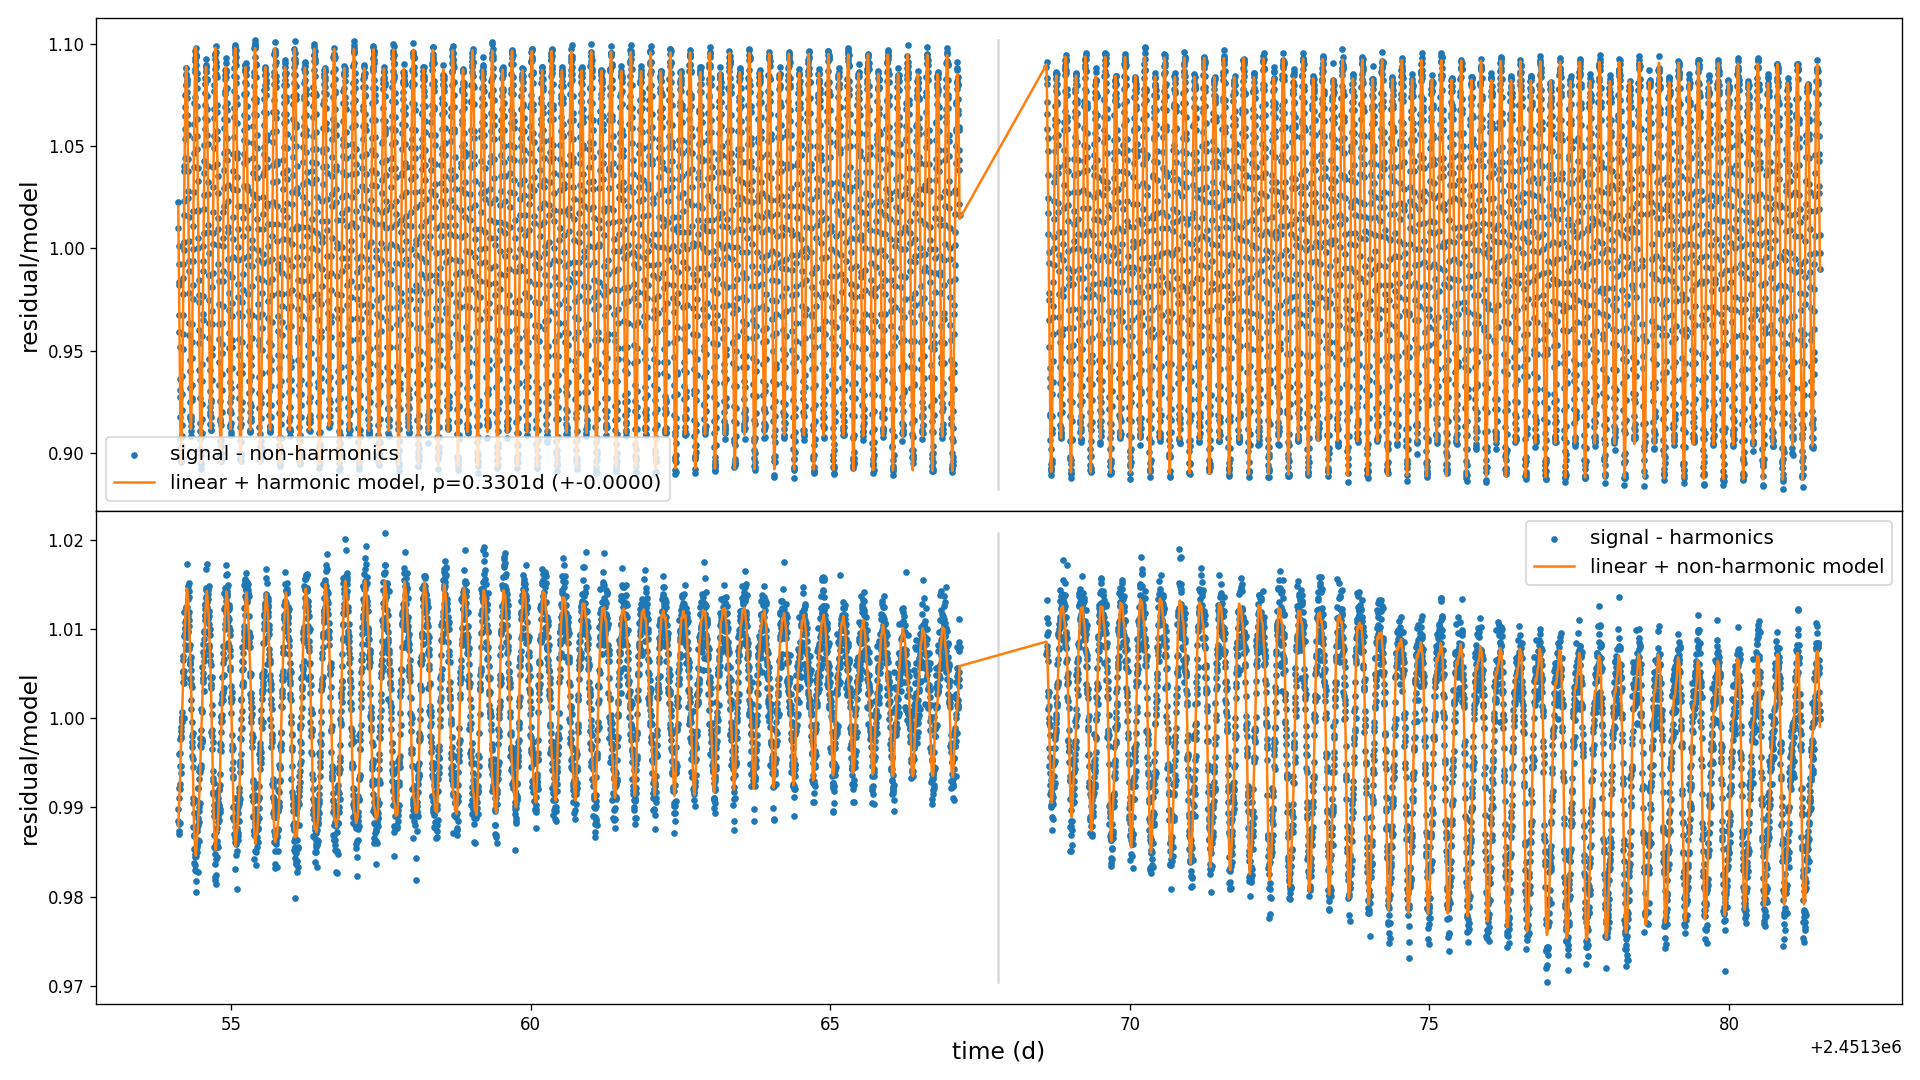 1.10
1.05
1.00
0.95
0.90
residual/model
signal - non-harmonics
linear + harmonic model, p=0.3301d (+-0.0000)
1.02
1.01
1.00
0.99
0.98
0.97
residual/model
signal - harmonics
linear + non-harmonic model
55
60
65
70
75
80
time (d)
+2.4513e6